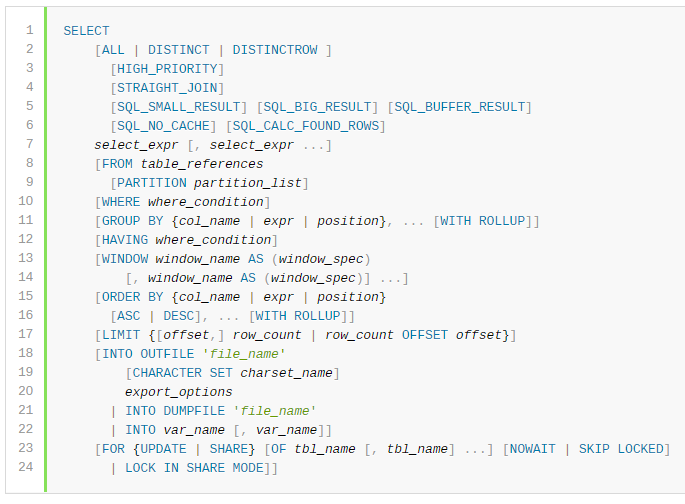 1 SELECT
2 [ALL | DISTINCT | DISTINCTROW ]
3 [HIGH_PRIORITY]
4 [STRAIGHT_JOIN]
5 [SQL_SMALL_RESULT] [SQL_BIG_RESULT] [SQL_BUFFER_RESULT]
6 [SQL_NO_CACHE] [SQL_CALC_FOUND_ROWS]
7 select_expr [, select_expr ...]
8 [FROM table_references
9 [PARTITION partition_list]
10 [WHERE where_condition]
11 [GROUP BY {col_name | expr | position}, ... [WITH ROLLUP]]
12 [HAVING where_condition]
13 [WINDOW window_name AS (window_spec)
14 [, window_name AS (window_spec)] ...]
15 [ORDER BY {col_name | expr | position}
16 [ASC | DESC], ... [WITH ROLLUP]]
17 [LIMIT {[offset,] row_count | row_count OFFSET offset}]
18 [INTO OUTFILE 'file_name'
19 [CHARACTER SET charset_name]
20 export_options
21 | INTO DUMPFILE 'file_name'
22 | INTO var_name [, var_name]]
23 [FOR {UPDATE | SHARE} [OF tbl_name [, tbl_name] ...] [NOWAIT | SKIP LOCKED]
24 | LOCK IN SHARE MODE]]